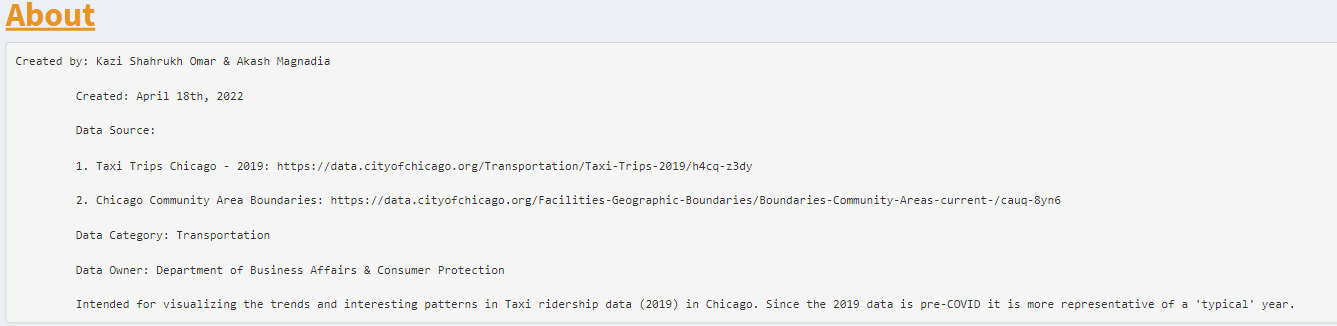 About
Created by: Kazi Shahrukh Omar & Akash Magnadia
Created: April 18th, 2022
Data Source:
1. Taxi Trips Chicago - 2019: https://data.cityofchicago.org/Transportation/Taxi-Trips-2019/h4cq-z3dy
2. Chicago Community Area Boundaries: https://data.cityofchicago.org/Facilities-Geographic-Boundaries/Boundaries-Community-Areas-current-/cauq-8yn6
Data Category: Transportation
Data Owner: Department of Business Affairs & Consumer Protection
Intended for visualizing the trends and interesting patterns in Taxi ridership data (2019) in Chicago. Since the 2019 data is pre-COVID it is more representative of a 'typical' year.